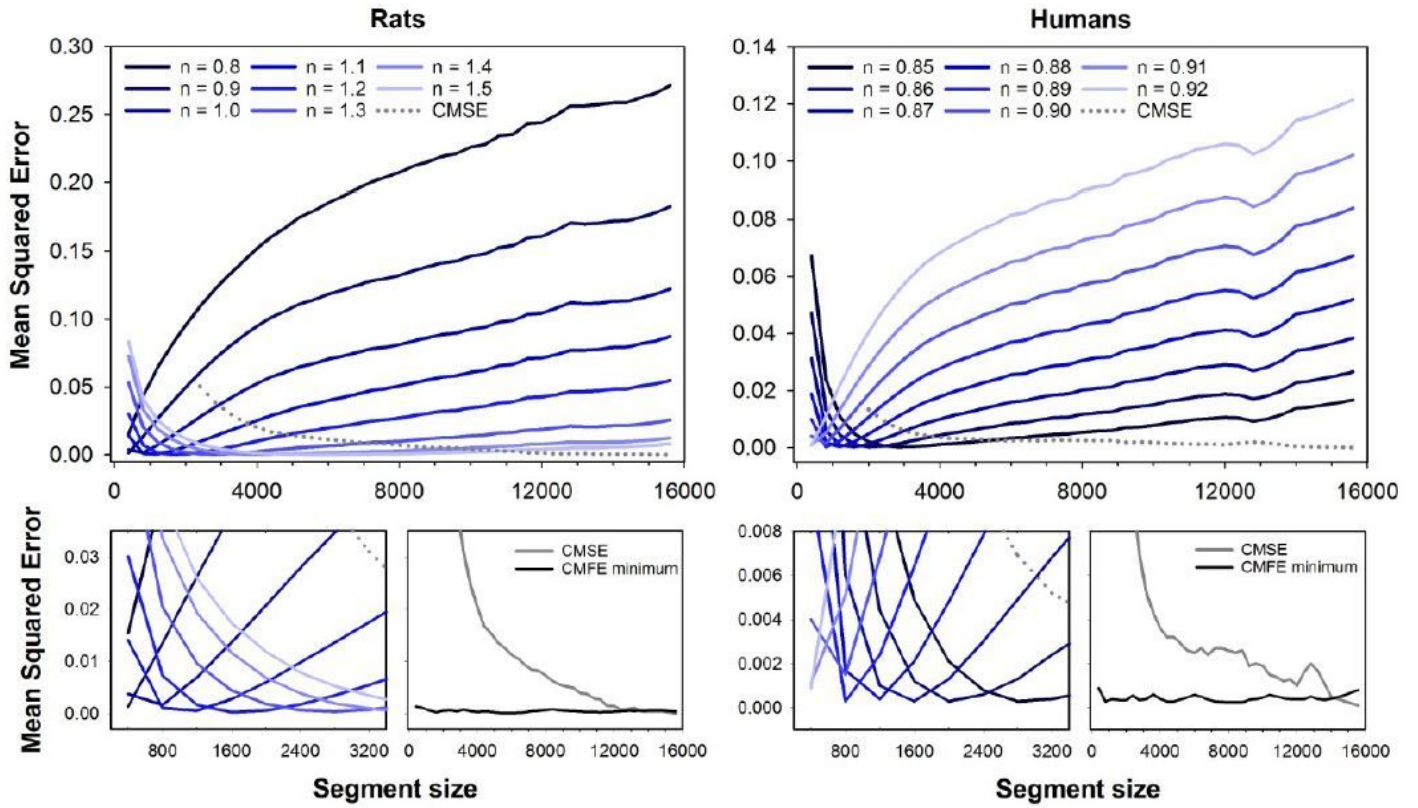 Rats
Humans
Mean Squared Error
0.30
0.25
0.20
0.15
0.10
0.05
0.00
n = 0.8
n = 0.9
n = 1.0
n = 1.1
n = 1.2
n = 1.3
n = 1.4
n = 1.5
CMSE
0 4000 8000 12000 16000
0.14
0.12
0.10
0.08
0.06
0.04
0.02
0.00
n = 0.85
n = 0.86
n = 0.87
n = 0.88
n = 0.89
n = 0.90
n = 0.91
n = 0.92
CMSE
0 4000 8000 12000 16000
Mean Squared Error
0.03
0.02
0.01
0.00
800 1600 2400 3200
CMSE
CMFE minimum
0 4000 8000 12000 16000
0.008
0.006
0.004
0.002
0.000
800 1600 2400 3200
CMSE
CMFE minimum
0 4000 8000 12000 16000
Segment size
Segment size